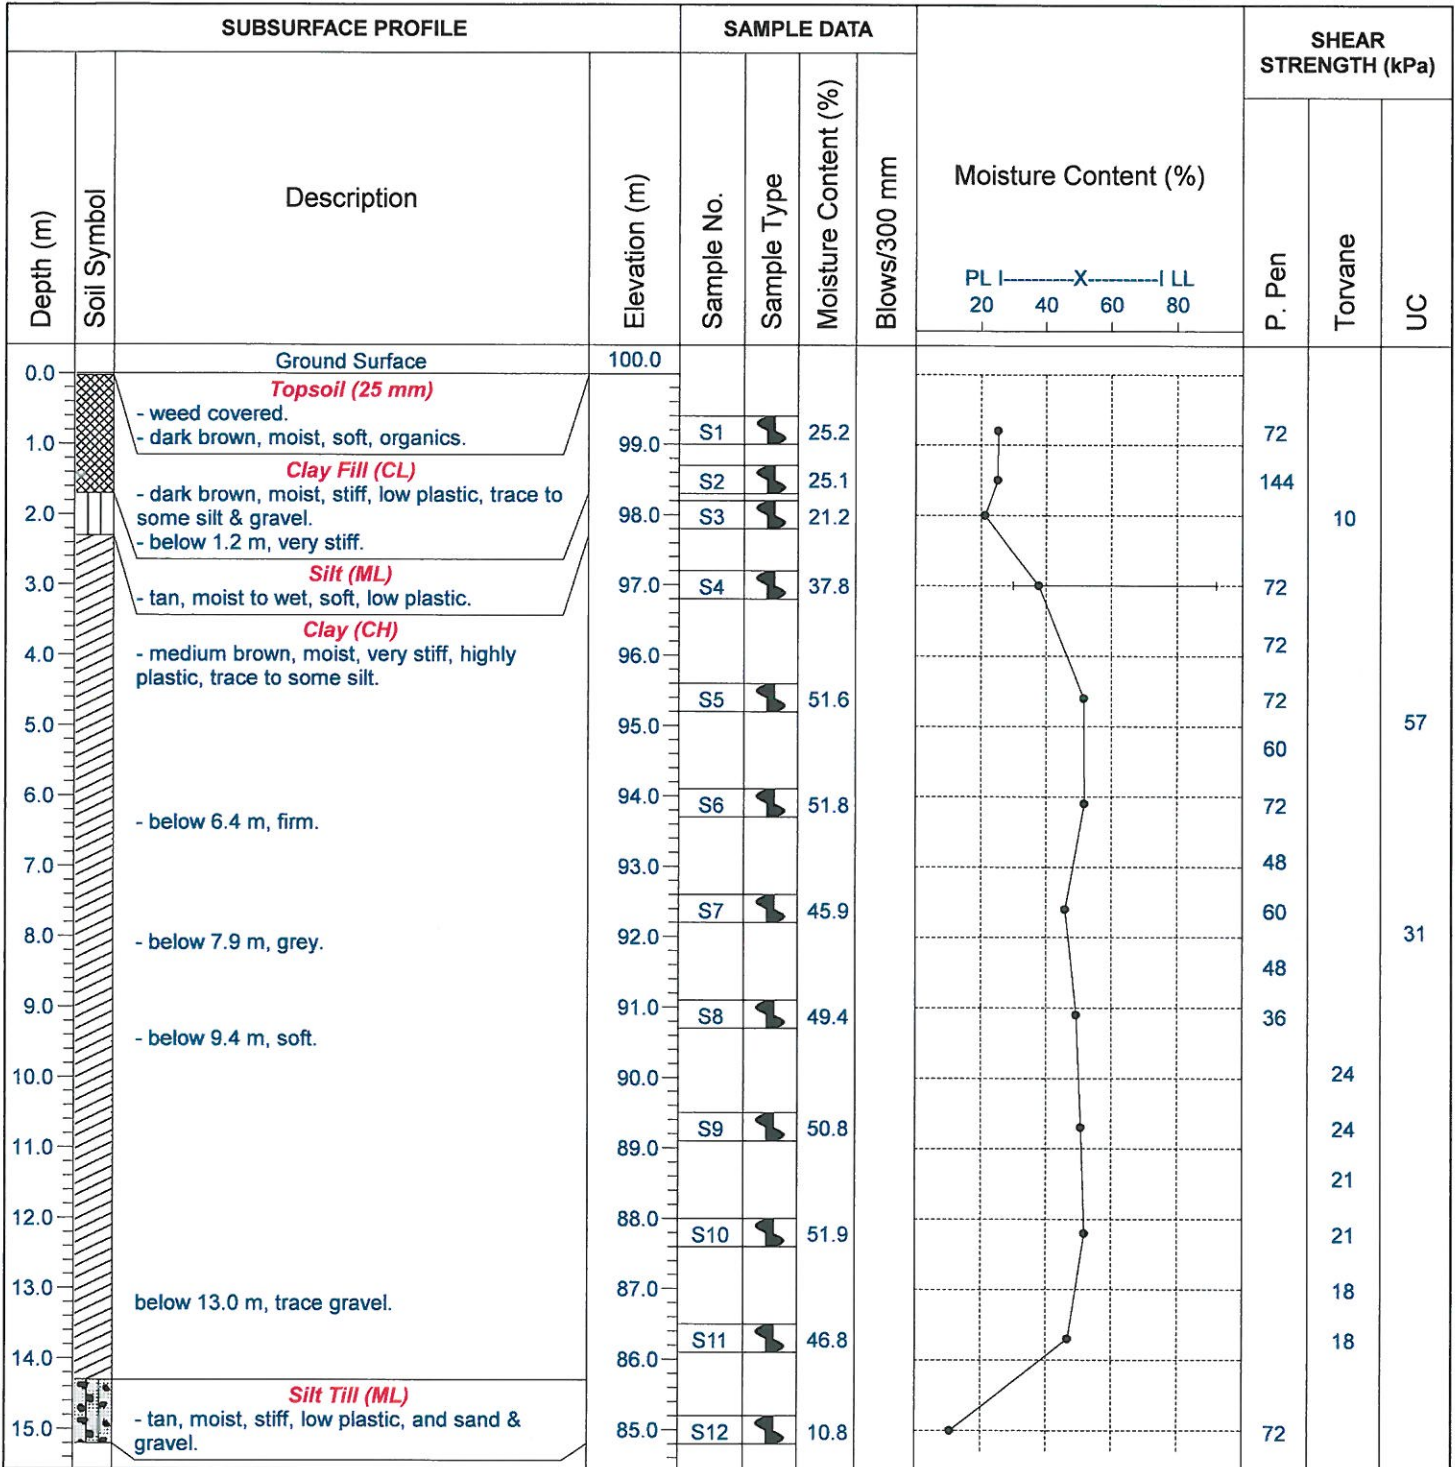 SUBSURFACE PROFILE
SAMPLE DATA
SHEAR
STRENGTH (kPa)
Depth (m)
Soil Symbol
Description
Elevation (m)
Sample No.
Sample Type
Moisture Content (%)
Blows/300 mm
Moisture Content (%)
PL I----------X----------I LL
20 40 60 80
P. Pen
Torvane
UC
Ground Surface 100.0
0.0
Topsoil (25 mm)
- weed covered.
- dark brown, moist, soft, organics.
S1 25.2 72
1.0 99.0
Clay Fill (CL)
- dark brown, moist, stiff, low plastic, trace to
some silt & gravel.
- below 1.2 m, very stiff.
S2 25.1 144
2.0 98.0 S3 21.2 10
Silt (ML)
- tan, moist to wet, soft, low plastic.
3.0 97.0 S4 37.8 72
Clay (CH)
- medium brown, moist, very stiff, highly
plastic, trace to some silt.
72
4.0 96.0
S5 51.6 72
5.0 95.0 57
60
6.0 94.0 S6 51.8 72
- below 6.4 m, firm.
7.0 93.0 48
S7 45.9 60
8.0 92.0 31
- below 7.9 m, grey.
48
9.0 91.0 S8 49.4 36
- below 9.4 m, soft.
10.0 90.0 24
S9 50.8 24
11.0 89.0
21
12.0 88.0 S10 51.9 21
13.0 87.0 18
below 13.0 m, trace gravel.
S11 46.8 18
14.0 86.0
Silt Till (ML)
- tan, moist, stiff, low plastic, and sand &
gravel.
15.0 85.0 S12 10.8 72